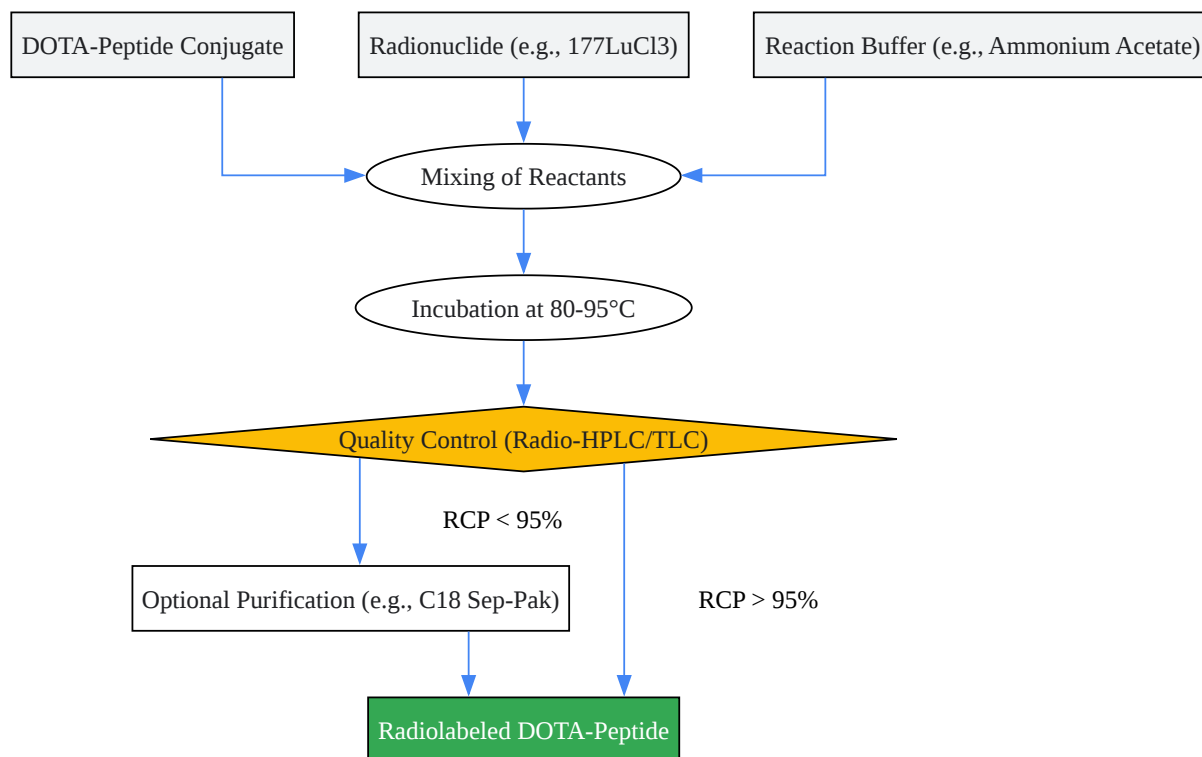 DOTA-Peptide Conjugate
Radionuclide (e.g., 177LuCl3)
Reaction Buffer (e.g., Ammonium Acetate)
Mixing of Reactants
Incubation at 80-95°C
Quality Control (Radio-HPLC/TLC)
RCP < 95%
Optional Purification (e.g., C18 Sep-Pak)
RCP > 95%
Radiolabeled DOTA-Peptide